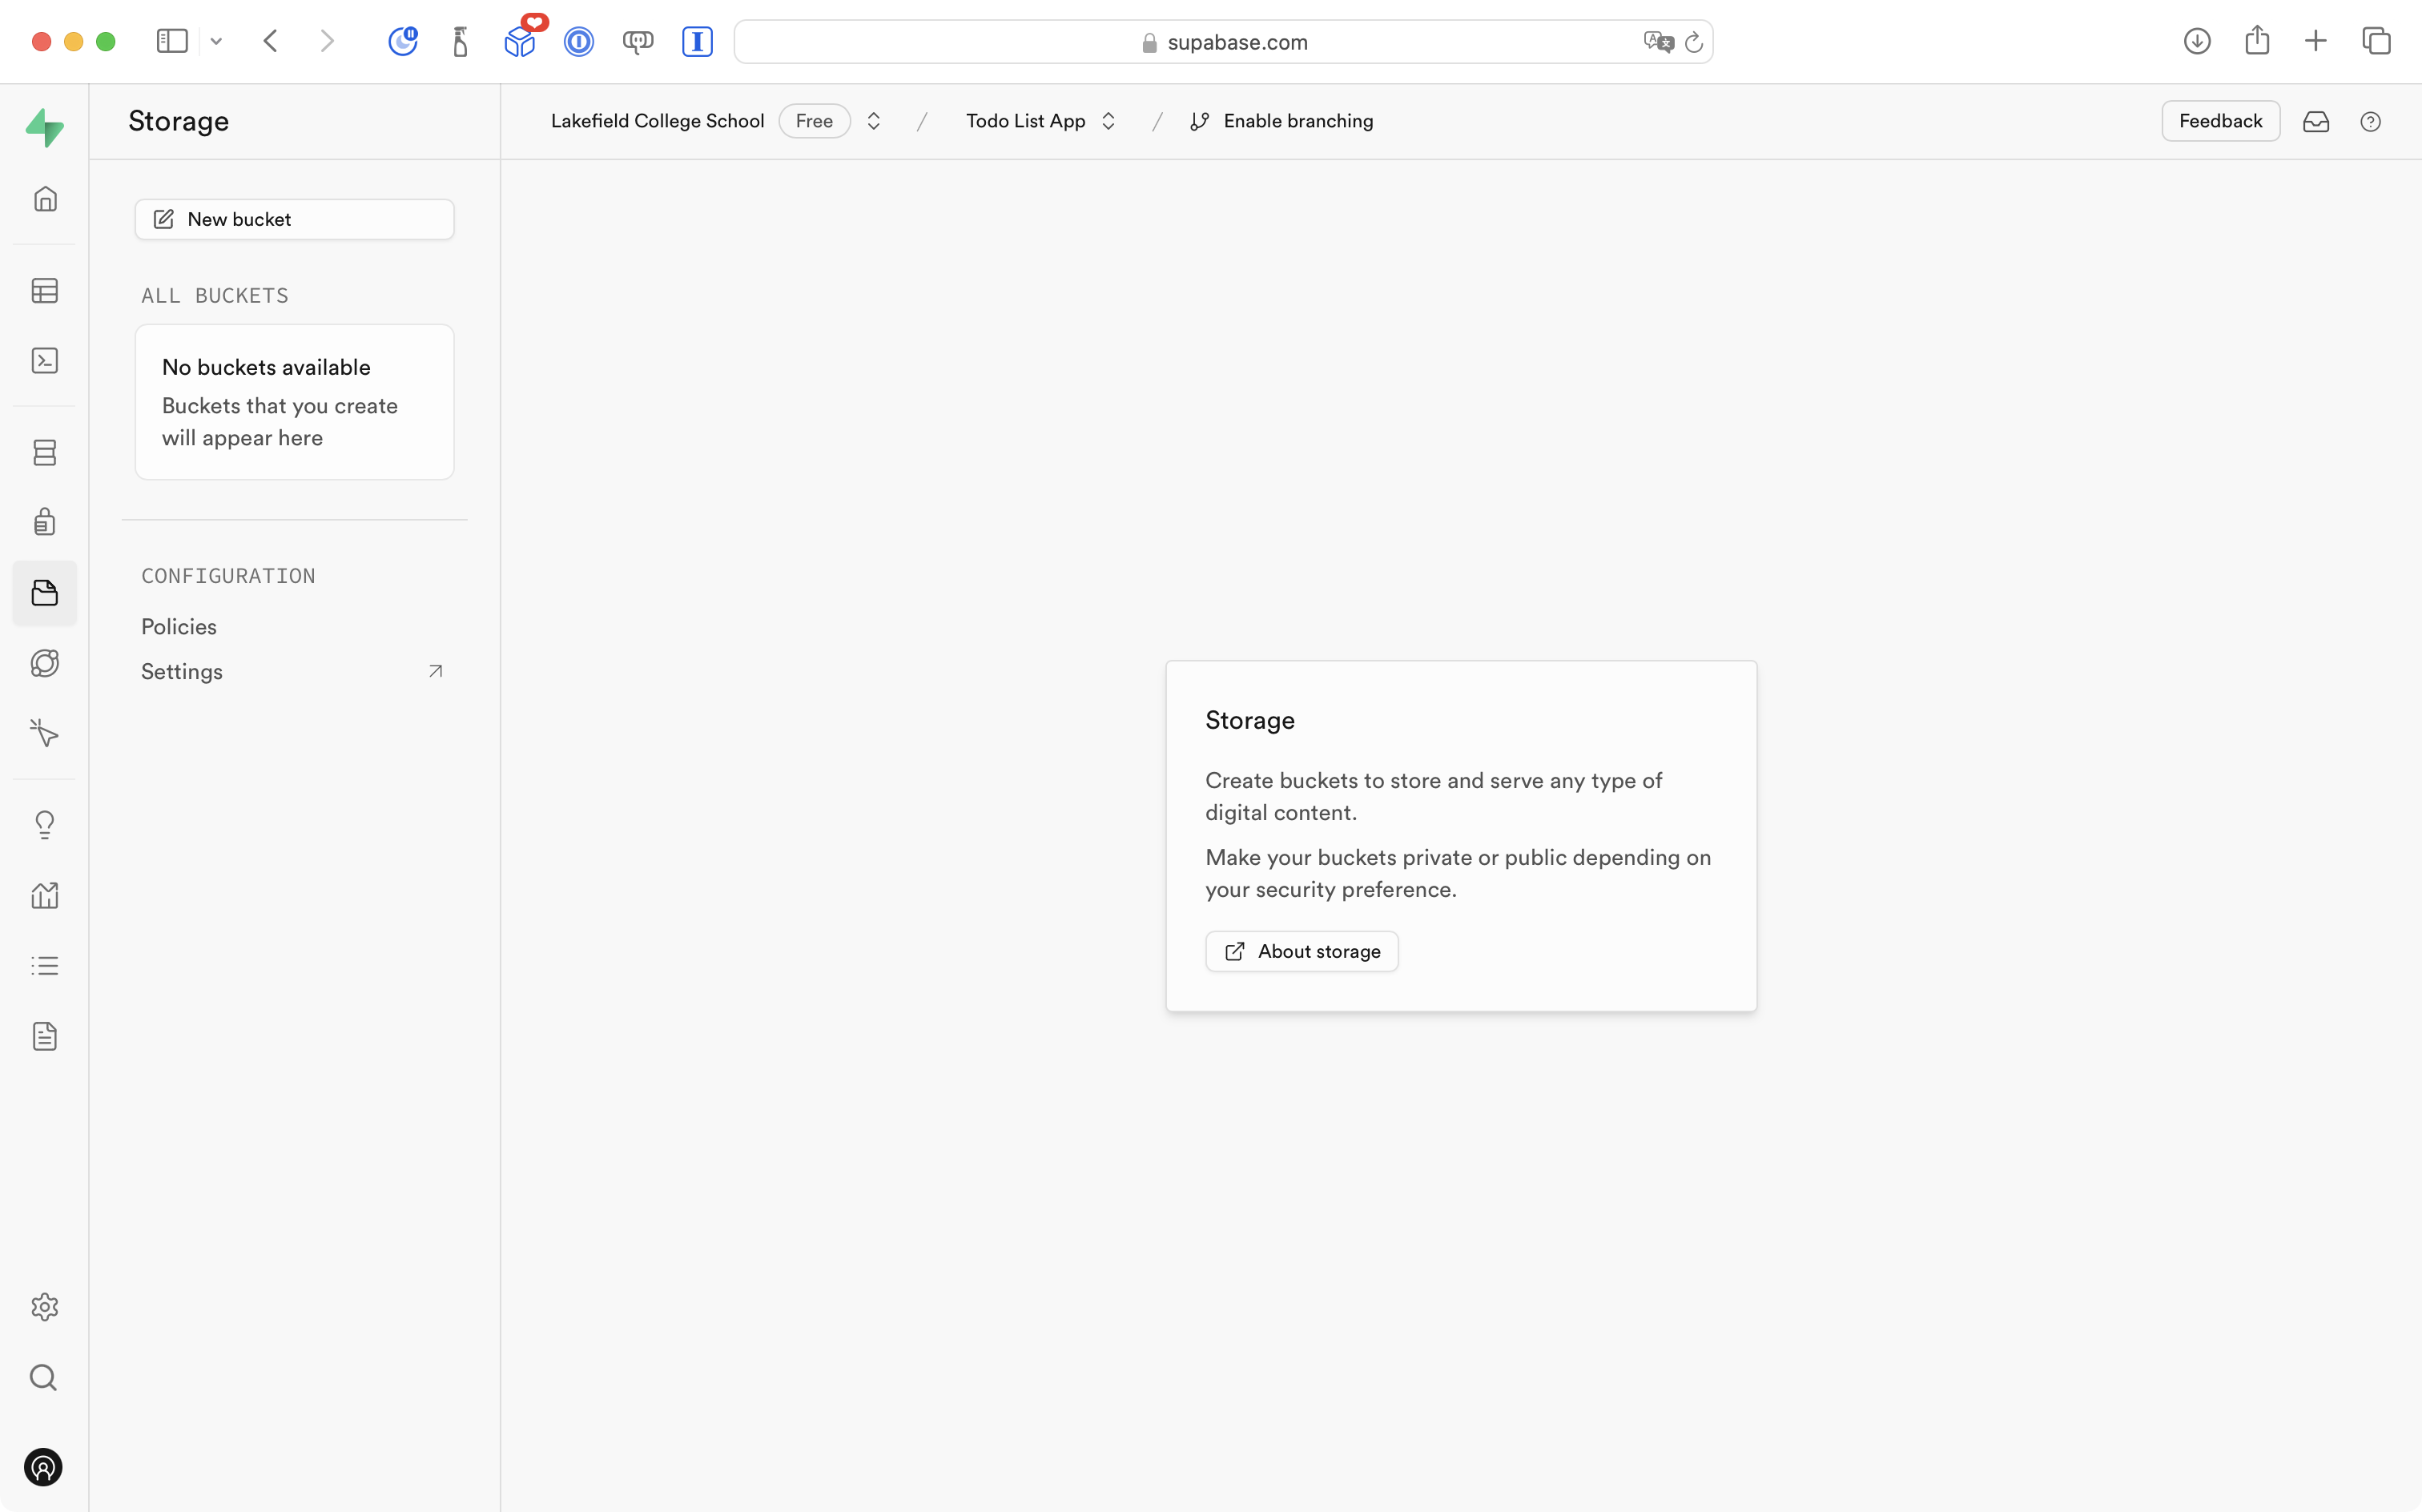 supabase.com
Storage
Lakefield College School Free / Todo List App / Enable branching
Feedback
New bucket
ALL BUCKETS
No buckets available
Buckets that you create
will appear here
CONFIGURATION
Policies
Settings
Storage
Create buckets to store and serve any type of
digital content.
Make your buckets private or public depending on
your security preference.
About storage